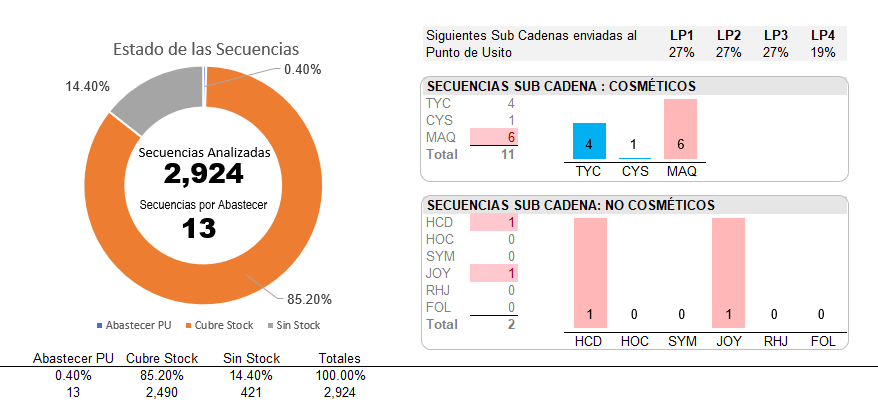 Estado de las Secuencias
0.40%
14.40%
Secuencias Analizadas
2,924
Secuencias por Abastecer
13
85.20%
Abastecer PU Cubre Stock Sin Stock
Abastecer PU Cubre Stock Sin Stock Totales
0.40% 85.20% 14.40% 100.00%
13 2,490 421 2,924
Siguientes Sub Cadenas enviadas al LP1 LP2 LP3 LP4
Punto de Usito 27% 27% 27% 19%
SECUENCIAS SUB CADENA : COSMÉTICOS
TYC 4
CYS 1
MAQ 6
Total 11
4 1 6
TYC CYS MAQ
SECUENCIAS SUB CADENA: NO COSMÉTICOS
HCD 1
HOC 0
SYM 0
JOY 1
RHJ 0
FOL 0
Total 2
1 0 0 1 0 0
HCD HOC SYM JOY RHJ FOL